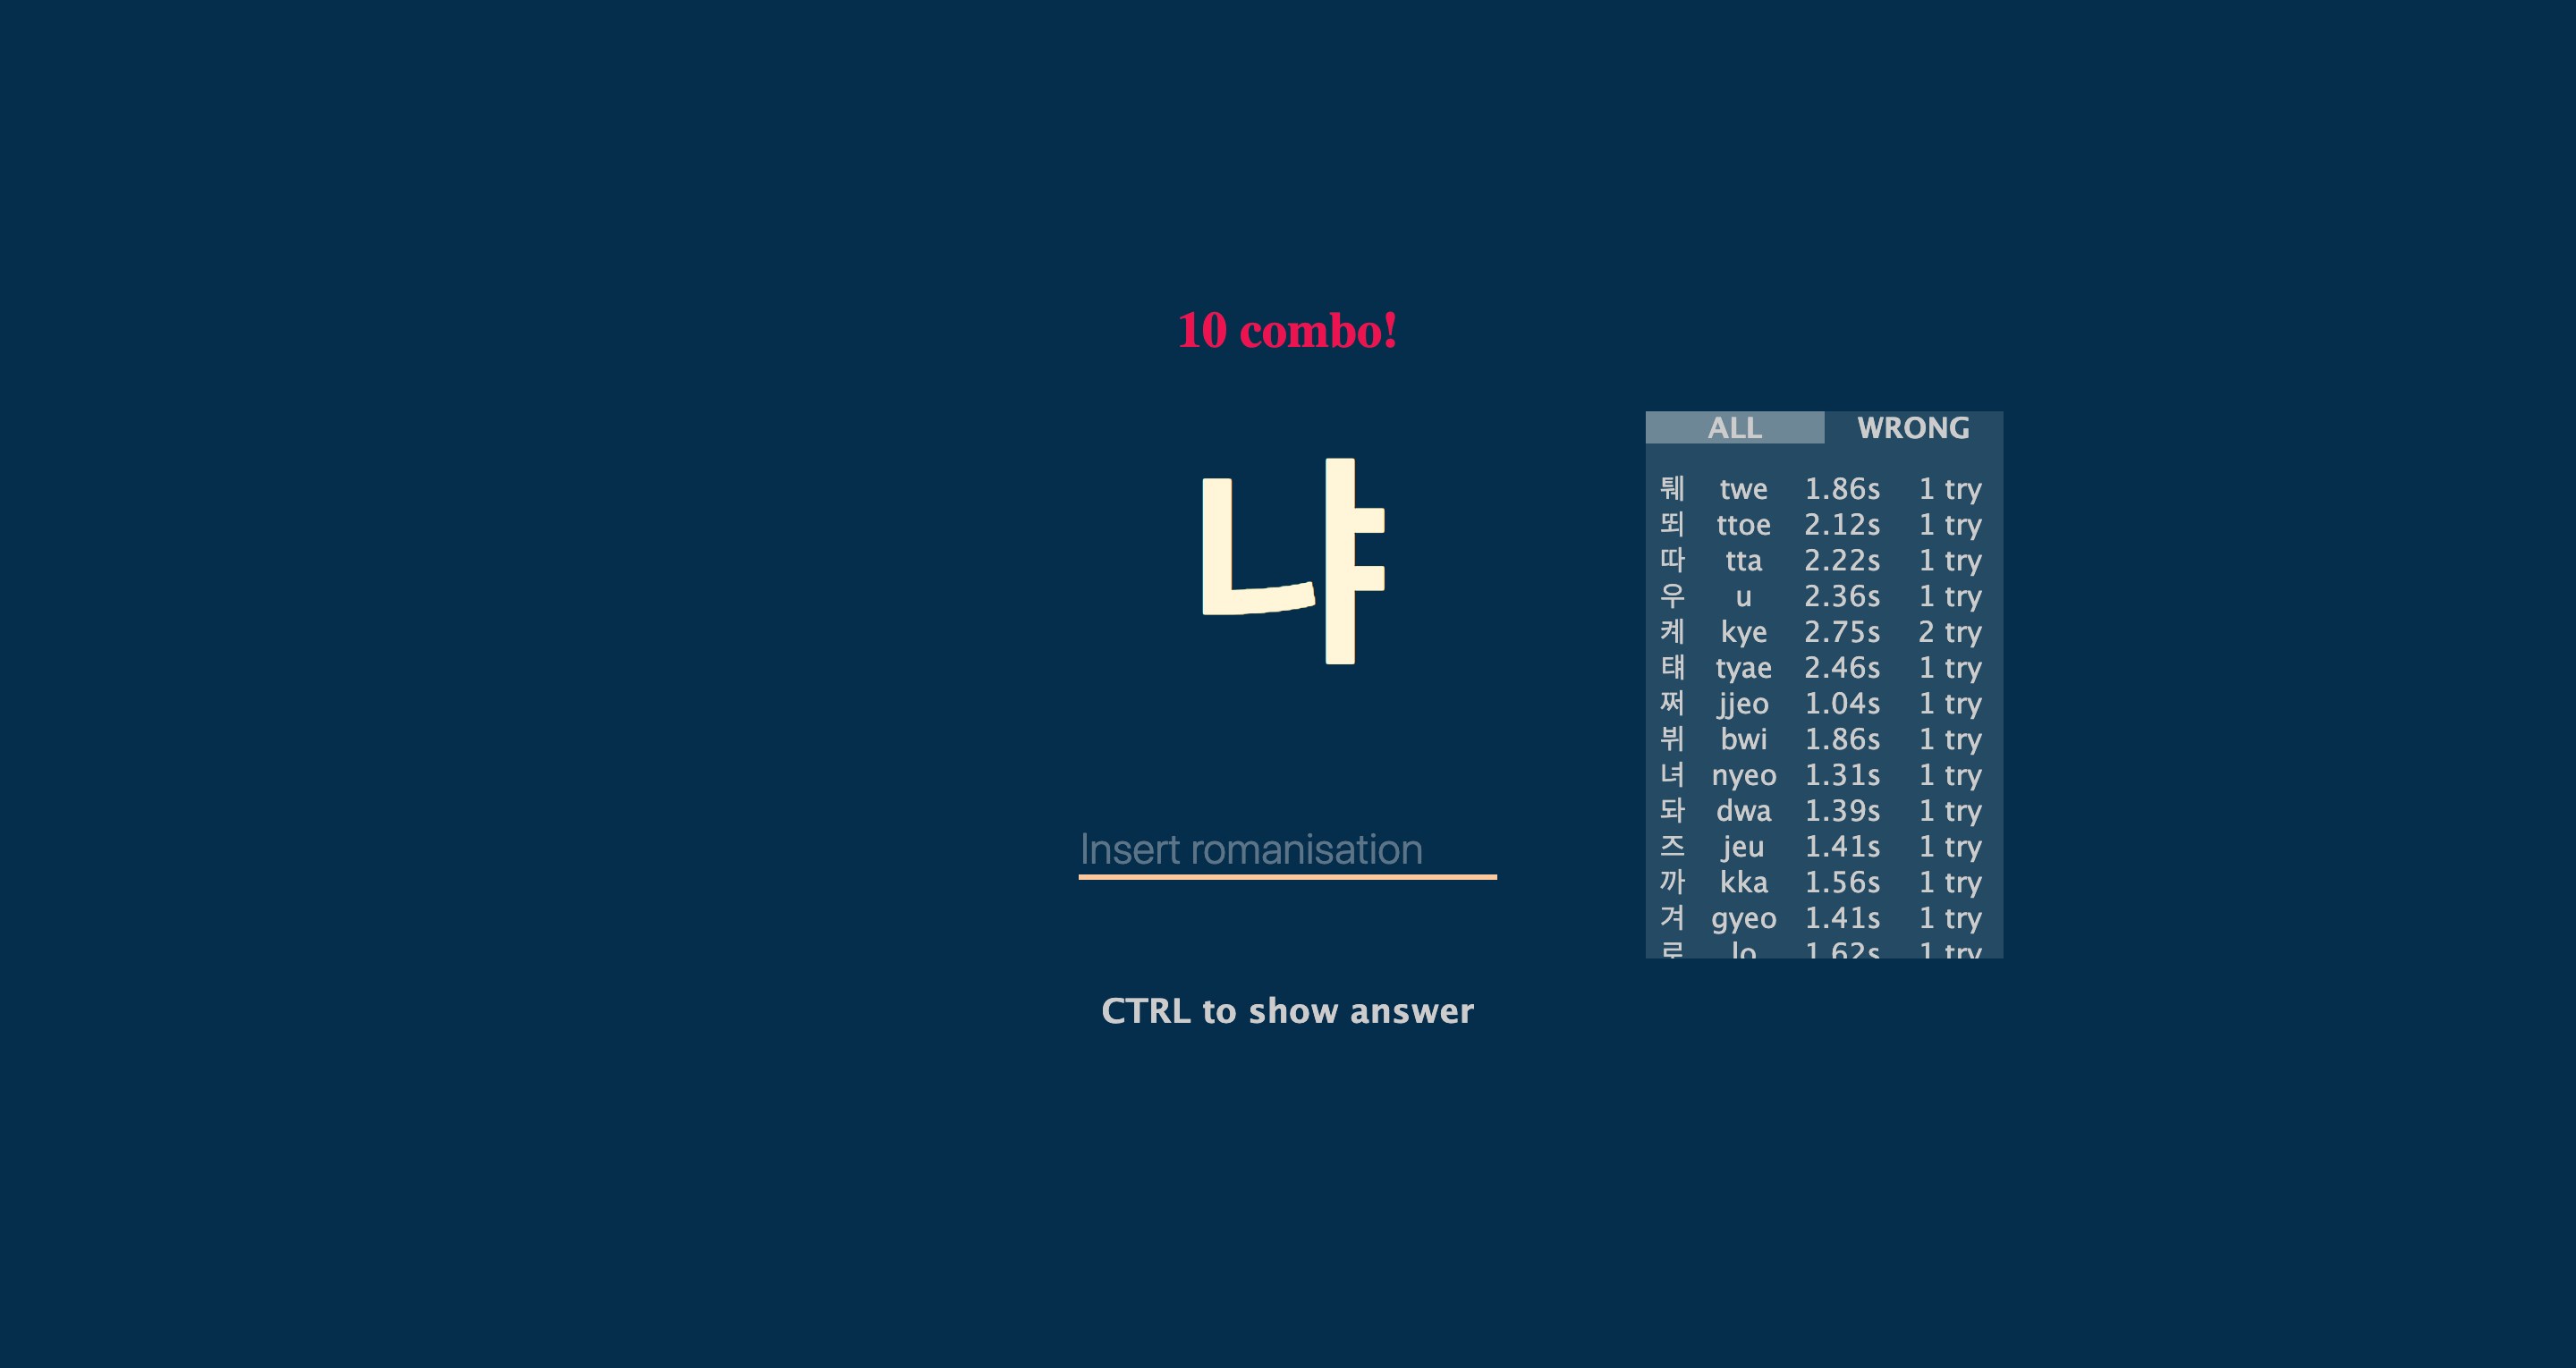 10 combo!
냐
Insert romanisation
CTRL to show answer
ALL WRONG
퉤 twe 1.86s 1 try
뙤 ttoe 2.12s 1 try
따 tta 2.22s 1 try
우 u 2.36s 1 try
켸 kye 2.75s 2 try
턔 tyae 2.46s 1 try
쩌 jjeo 1.04s 1 try
뷔 bwi 1.86s 1 try
녀 nyeo 1.31s 1 try
돠 dwa 1.39s 1 try
즈 jeu 1.41s 1 try
까 kka 1.56s 1 try
겨 gyeo 1.41s 1 try
로 lo 1.62s 1 try